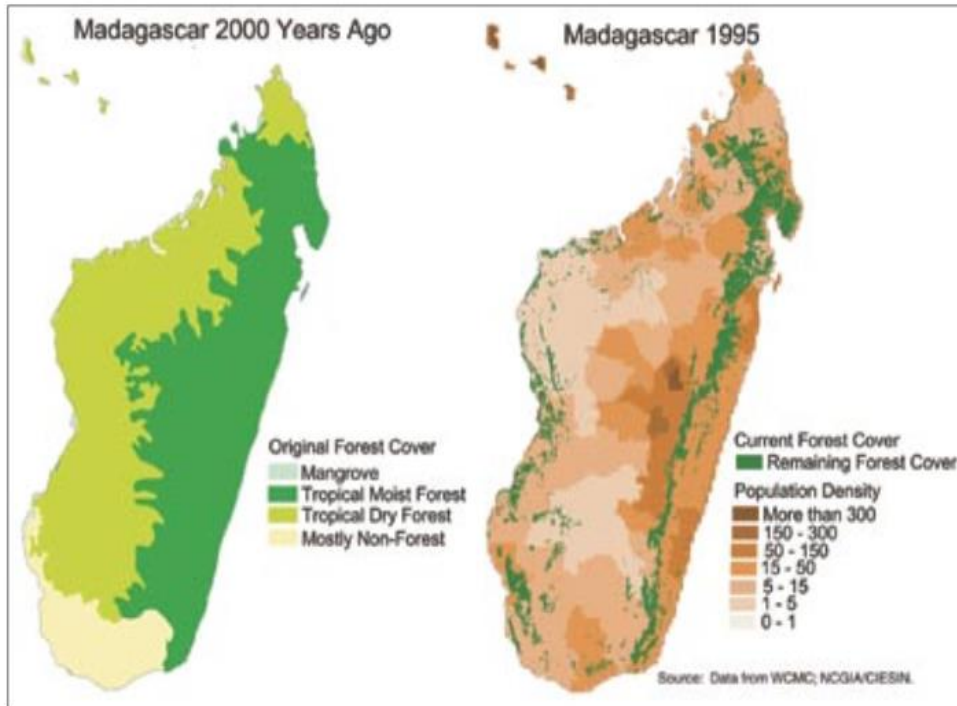 Madagascar 2000 Years Ago
Original Forest Cover
Mangrove
Tropical Moist Forest
Tropical Dry Forest
Mostly Non-Forest
Madagascar 1995
Current Forest Cover
Remaining Forest Cover
Population Density
More than 300
150 - 300
50 - 150
15 - 50
5 - 15
1 - 5
0 - 1
Source: Data from WCMC; NCGIA/CIESIN.